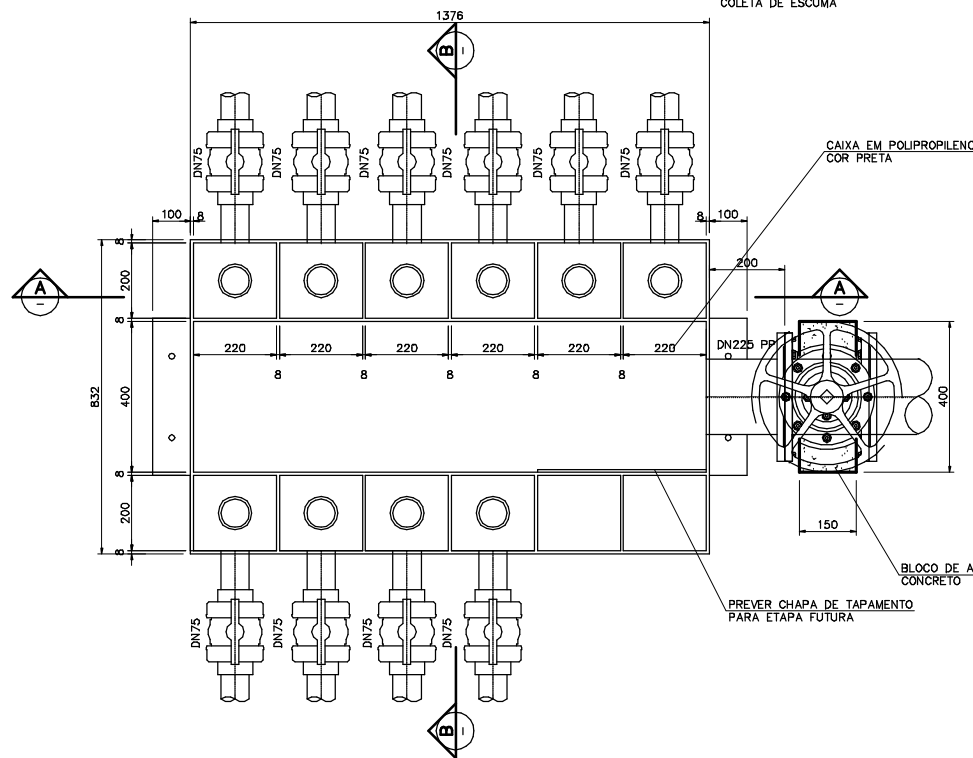 COLETA DE ESCUMA
1376
B
DN75 DN75 DN75 DN75 DN75 DN75
CAIXA EM POLIPROPILENO
COR PRETA
100 8 8 100
8
200
200
A A
8
DN225 PP
220 220 220 220 220 220
8 8 8 8 8
832
400
400
8
200
150
8
BLOCO DE A
CONCRETO
PREVER CHAPA DE TAPAMENTO
PARA ETAPA FUTURA
DN75 DN75 DN75 DN75
B